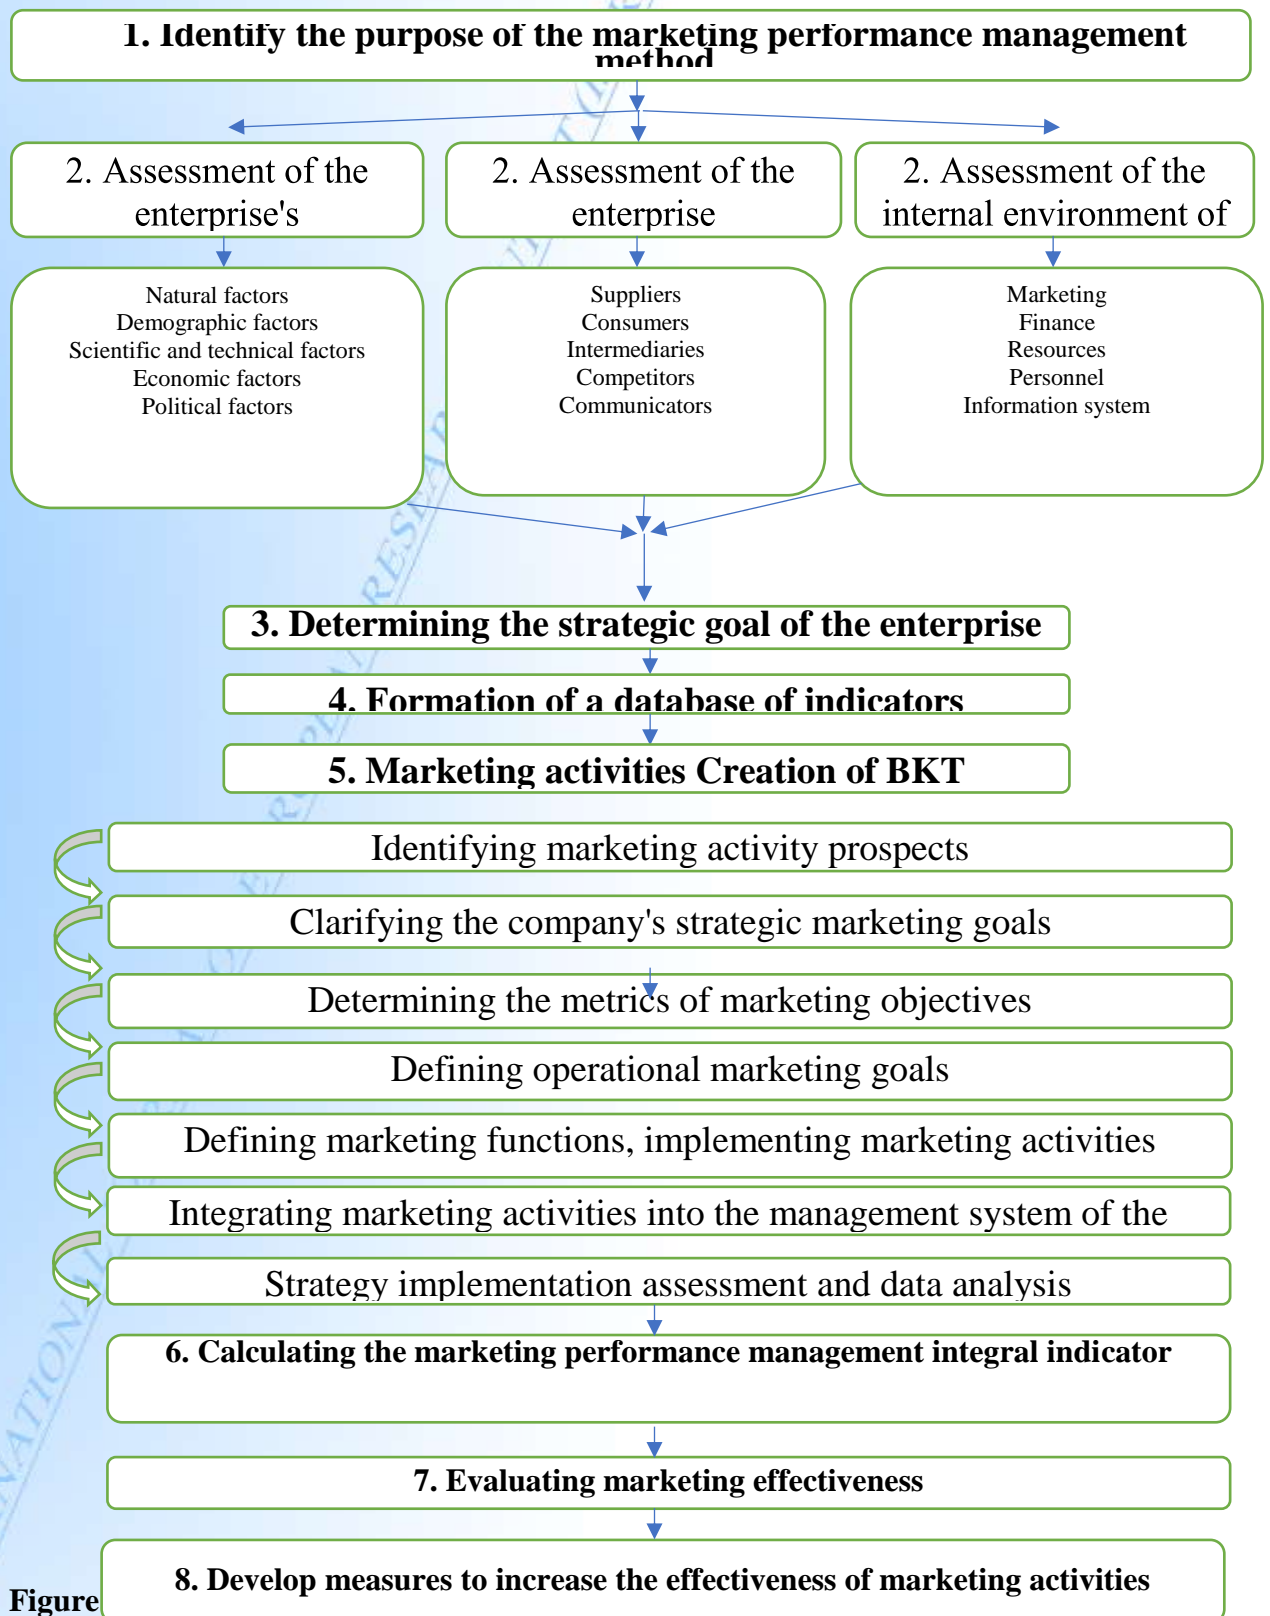 1. Identify the purpose of the marketing performance management
method
2. Assessment of the
enterprise's
2. Assessment of the
enterprise
2. Assessment of the
internal environment of
Natural factors
Demographic factors
Scientific and technical factors
Economic factors
Political factors
Suppliers
Consumers
Intermediaries
Competitors
Communicators
Marketing
Finance
Resources
Personnel
Information system
3. Determining the strategic goal of the enterprise
4. Formation of a database of indicators
5. Marketing activities Creation of BKT
Identifying marketing activity prospects
Clarifying the company's strategic marketing goals
Determining the metrics of marketing objectives
Defining operational marketing goals
Defining marketing functions, implementing marketing activities
Integrating marketing activities into the management system of the
Strategy implementation assessment and data analysis
6. Calculating the marketing performance management integral indicator
7. Evaluating marketing effectiveness
8. Develop measures to increase the effectiveness of marketing activities
Figure